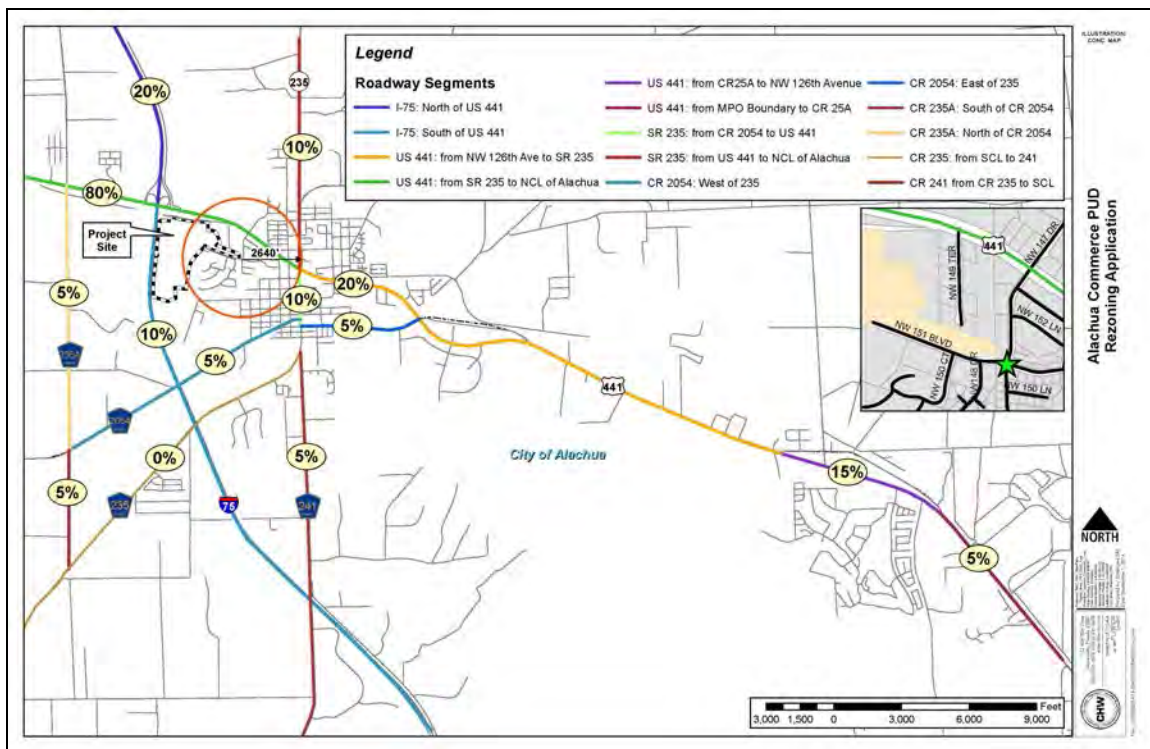 Legend
Roadway Segments
I-75: North of US 441
I-75: South of US 441
US 441: from NW 126th Ave to SR 235
US 441: from SR 235 to NCL of Alachua
US 441: from CR25A to NW 126th Avenue
US 441: from MPO Boundary to CR 25A
SR 235: from CR 2054 to US 441
SR 235: from US 441 to NCL of Alachua
CR 2054: West of 235
CR 2054: East of 235
CR 235A: South of CR 2054
CR 235A: North of CR 2054
CR 235: from SCL to 241
CR 241 from CR 235 to SCL
20%
235
10%
80%
Project
Site
2640'
20%
10%
5%
10%
5%
5%
235A
2054
441
0%
5%
City of Alachua
15%
5%
235
75
241
5%
441
NW 147 DR
NW 149 TER
NW 152 LN
NW 151 BLVD
NW 150 CT
NW 150 LN
Feet
3,000 1,500 0 3,000 6,000 9,000
ILLUSTRATION
CONC MAP
Alachua Commerce PUD
Rezoning Application
NORTH
CHW